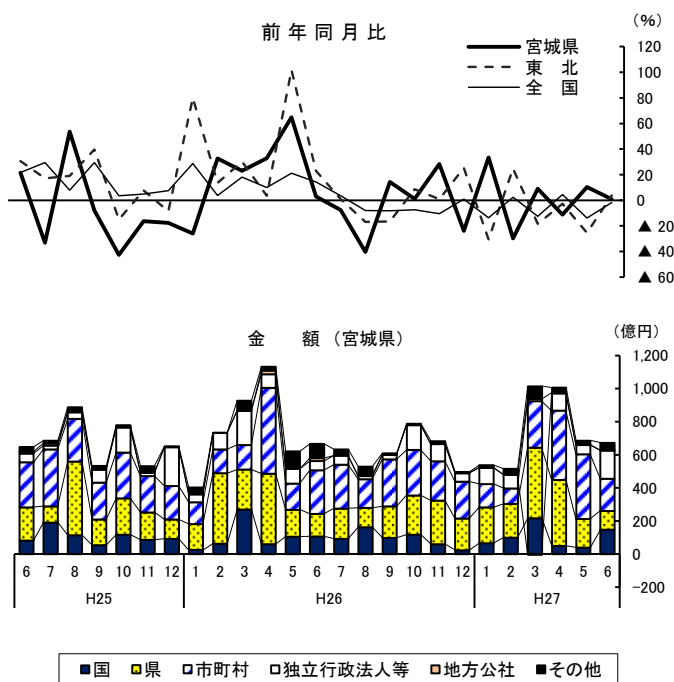 前年同月比
(%)
宮城県
東 北
全 国
120
100
80
60
40
20
0
▲ 20
▲ 40
▲ 60
金 額（宮城県）
(億円)
1,200
1,000
800
600
400
200
0
-200
6 7 8 9 10 11 12 1 2 3 4 5 6 7 8 9 10 11 12 1 2 3 4 5 6
H25 H26 H27
国 県 市町村 独立行政法人等 地方公社 その他